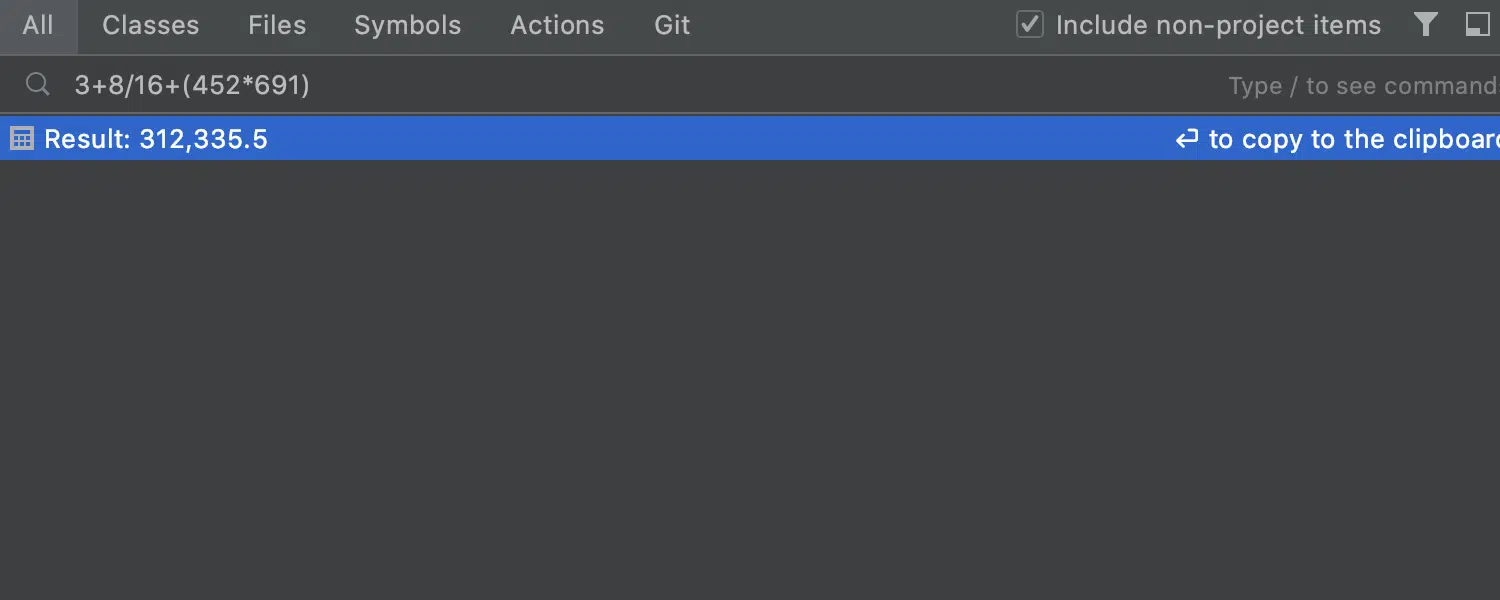 All Classes Files Symbols Actions Git Include non-project items
3+8/16+(452*691) Type / to see command
Result: 312,335.5 ↩ to copy to the clipboard